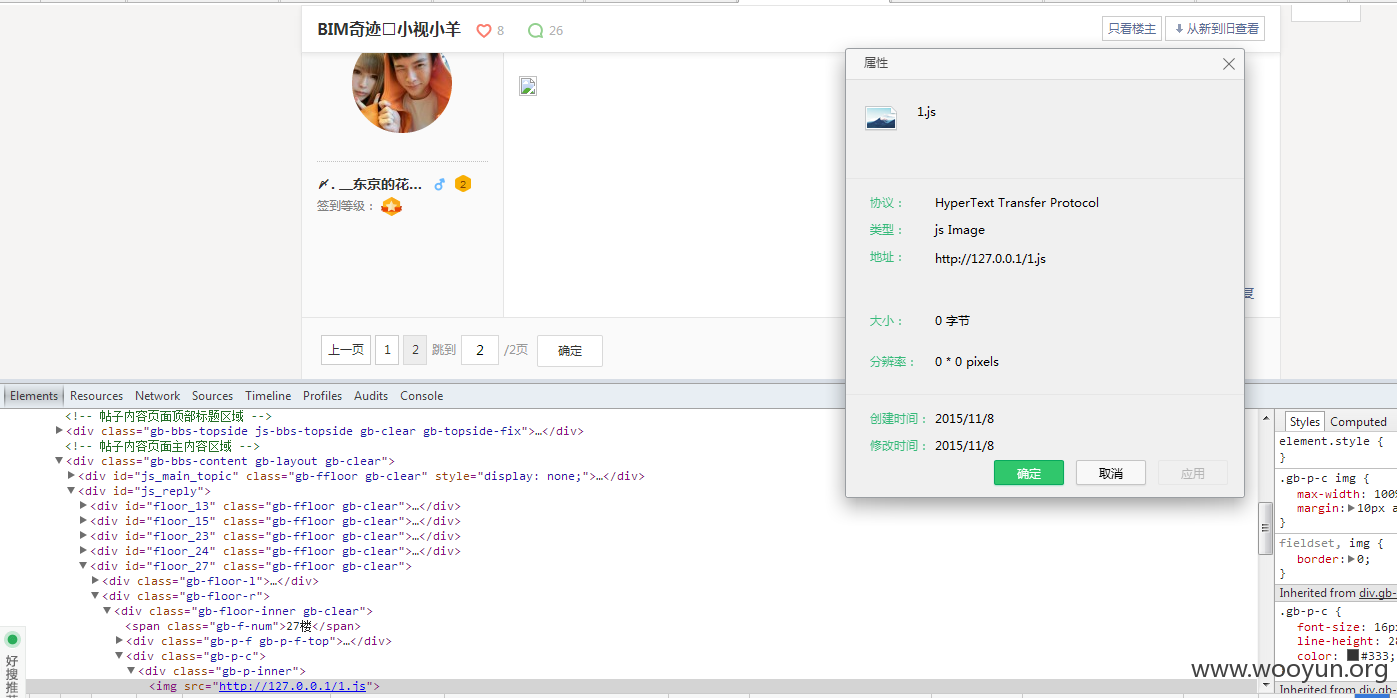 BIM奇迹□小视小羊 8 26 只看楼主 从新到旧查看
属性
1.js
〆. __东京的花... 2
签到等级：
协议： HyperText Transfer Protocol
类型： js Image
地址： http://127.0.0.1/1.js
复
大小： 0 字节
上一页 1 2 跳到 2 /2页 确定
分辨率： 0 * 0 pixels
创建时间： 2015/11/8
修改时间： 2015/11/8
确定 取消 应用
Elements Resources Network Sources Timeline Profiles Audits Console
<!-- 帖子内容页面顶部标题区域 -->
▶<div class="gb-bbs-topside js-bbs-topside gb-clear gb-topside-fix">…</div>
<!-- 帖子内容页面主内容区域 -->
▼<div class="gb-bbs-content gb-layout gb-clear">
▶<div id="js_main_topic" class="gb-ffloor gb-clear" style="display: none;">…</div>
▼<div id="js_reply">
▶<div id="floor_13" class="gb-ffloor gb-clear">…</div>
▶<div id="floor_15" class="gb-ffloor gb-clear">…</div>
▶<div id="floor_23" class="gb-ffloor gb-clear">…</div>
▶<div id="floor_24" class="gb-ffloor gb-clear">…</div>
▼<div id="floor_27" class="gb-ffloor gb-clear">
▶<div class="gb-floor-l">…</div>
▼<div class="gb-floor-r">
▼<div class="gb-floor-inner gb-clear">
<span class="gb-f-num">27楼</span>
▶<div class="gb-p-f gb-p-f-top">…</div>
▼<div class="gb-p-c">
▼<div class="gb-p-inner">
<img src="http://127.0.0.1/1.js">
Styles Computed
element.style {
}
.gb-p-c img {
max-width: 100%
margin:▶10px a
}
fieldset, img {
border:▶0;
}
Inherited from div.gb-
.gb-p-c {
font-size: 16p
line-height: 28
color: #333;
}
Inherited from div.gb-
好搜推荐
www.wooyun.org